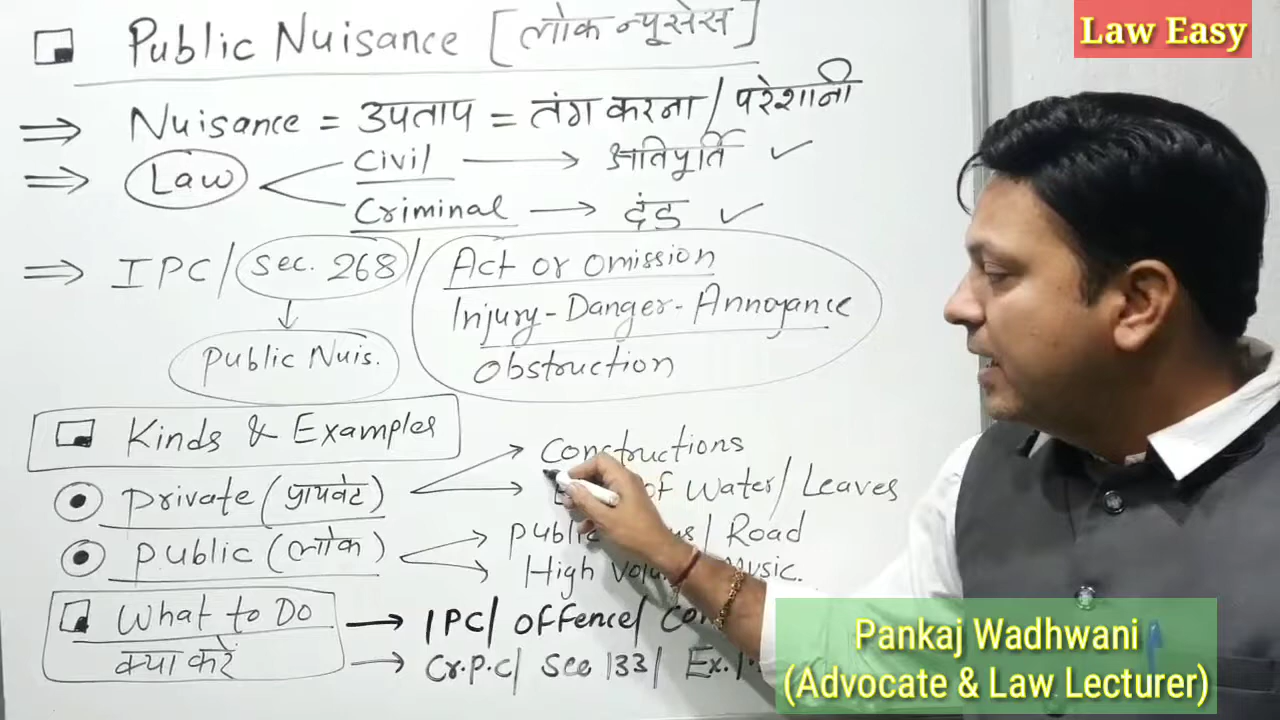 Law Easy
Public Nuisance [लोक न्यूसेंस]
⇒ Nuisance = उपताप = तंग करना / परेशानी
⇒ Law
Civil → क्षतिपूर्ति ✓
Criminal → दंड ✓
⇒ IPC / Sec. 268 /
Public Nuis.
Act or omission
Injury - Danger - Annoyance
Obstruction
Kinds & Examples
Private (प्रायवेट)
Constructions
of Water / Leaves
Public (लोक)
Public / Road
High Music.
What to Do
क्या करें
→ IPC / offence /
→ Cr.p.c / Sec 133 /
Pankaj Wadhwani
(Advocate & Law Lecturer)